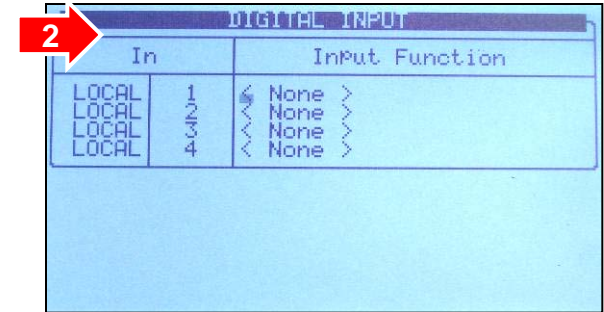 2
DIGITAL INPUT
In Input Function
LOCAL 1 < None >
LOCAL 2 < None >
LOCAL 3 < None >
LOCAL 4 < None >